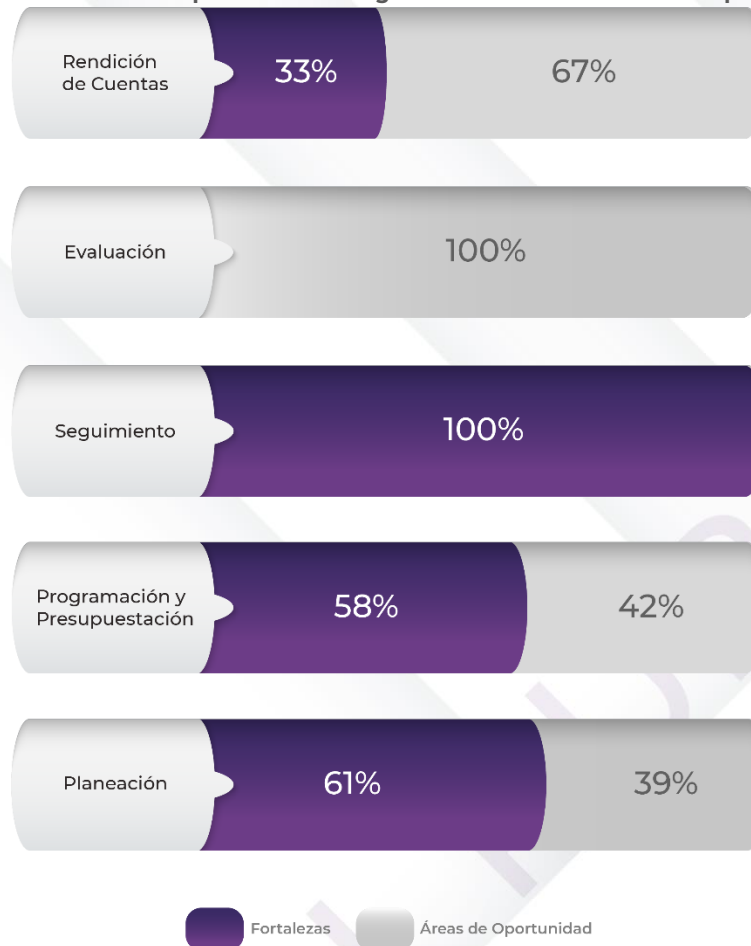 Rendición
de Cuentas
33%
67%
Evaluación
100%
Seguimiento
100%
Programación y
Presupuestación
58%
42%
Planeación
61%
39%
Fortalezas
Áreas de Oportunidad